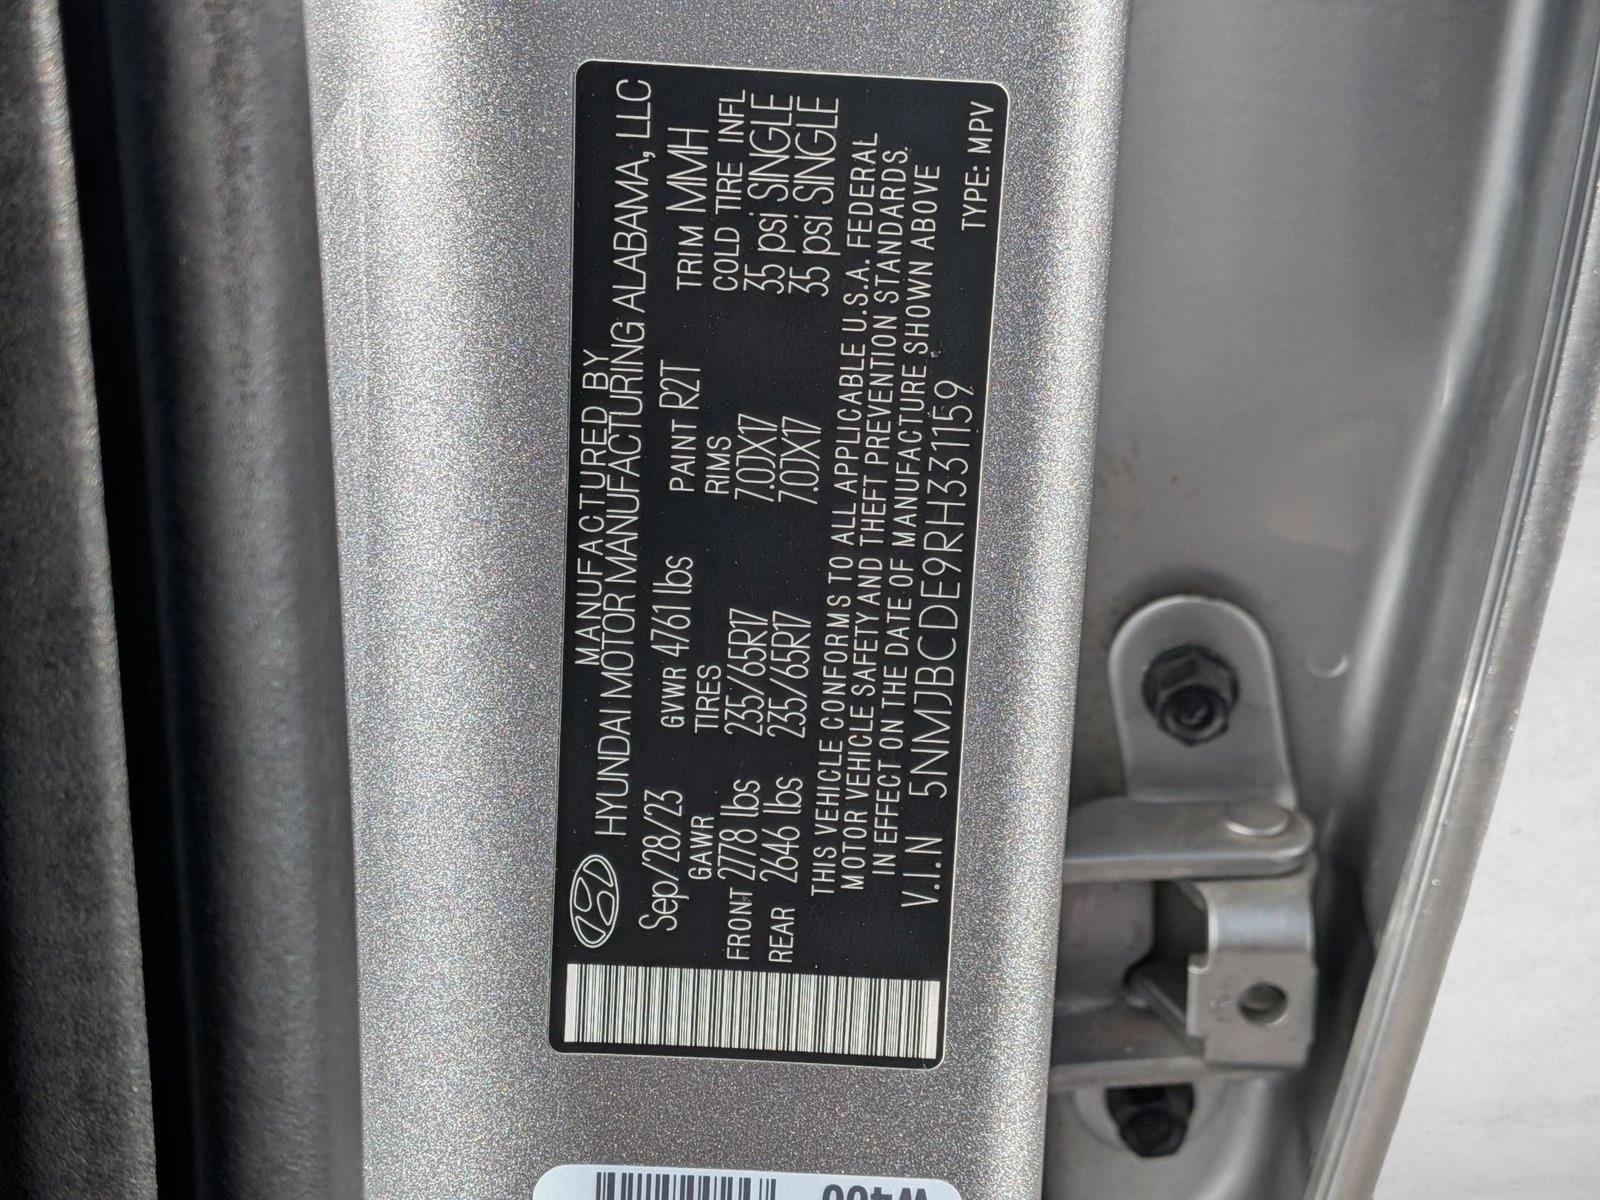 MANUFACTURED BY
HYUNDAI MOTOR MANUFACTURING ALABAMA, LLC
Sep/28/23 GVWR 4761 lbs PAINT R2T TRIM MMH
GAWR TIRES RIMS COLD TIRE INFL
FRONT 2778 lbs 235/65R17 7.0JX17 35 psi SINGLE
REAR 2646 lbs 235/65R17 7.0JX17 35 psi SINGLE
THIS VEHICLE CONFORMS TO ALL APPLICABLE U.S.A. FEDERAL
MOTOR VEHICLE SAFETY AND THEFT PREVENTION STANDARDS.
IN EFFECT ON THE DATE OF MANUFACTURE SHOWN ABOVE
V.I.N 5NMJBCDE9RH331159
TYPE: MPV